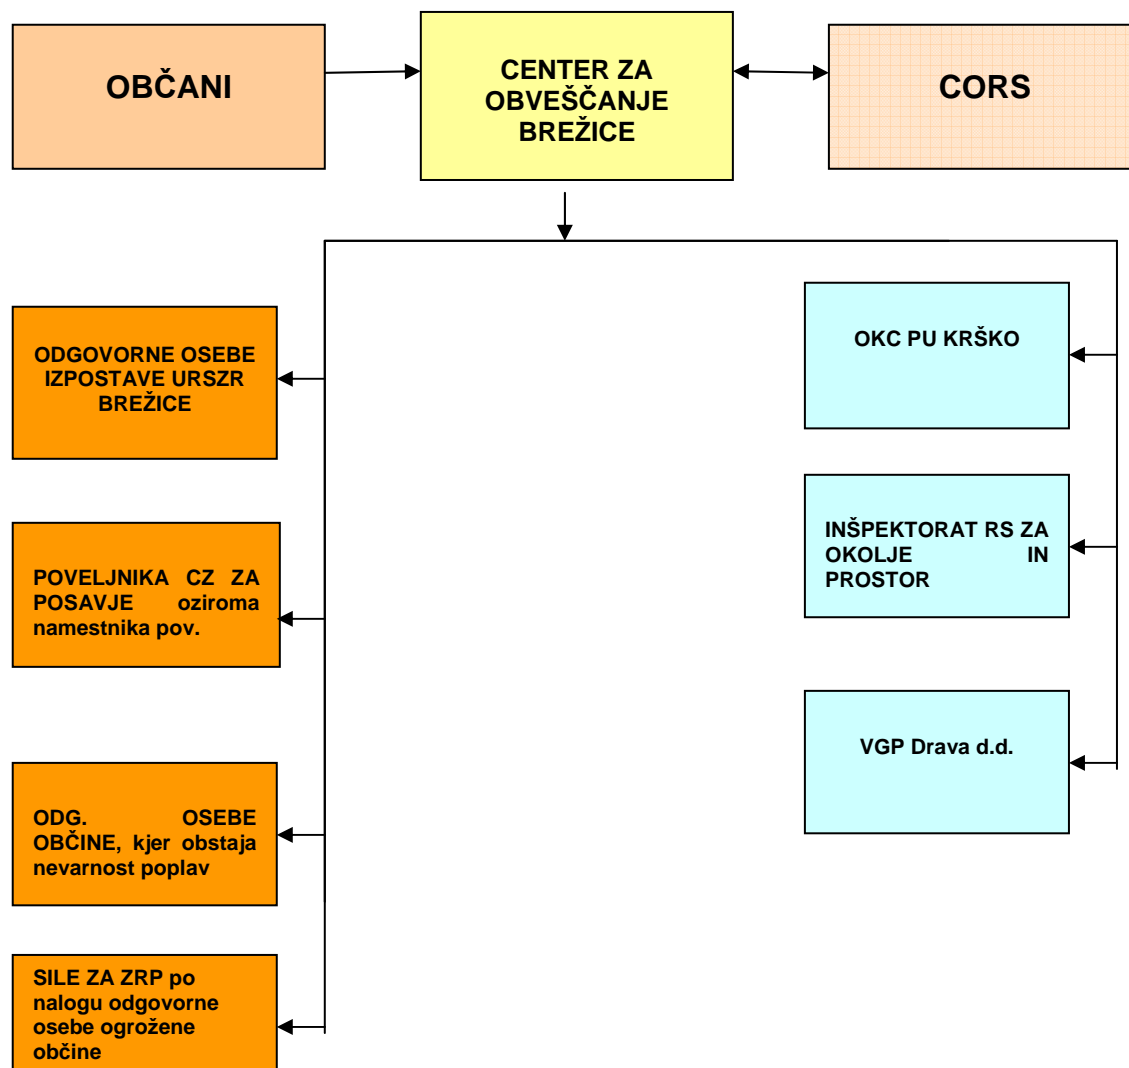 OBČANI
CENTER ZA
OBVEŠČANJE
BREŽICE
CORS
ODGOVORNE OSEBE
IZPOSTAVE URSZR
BREŽICE
POVELJNIKA CZ ZA
POSAVJE oziroma
namestnika pov.
ODG. OSEBE
OBČINE, kjer obstaja
nevarnost poplav
SILE ZA ZRP po
nalogu odgovorne
osebe ogrožene
občine
OKC PU KRŠKO
INŠPEKTORAT RS ZA
OKOLJE IN
PROSTOR
VGP Drava d.d.